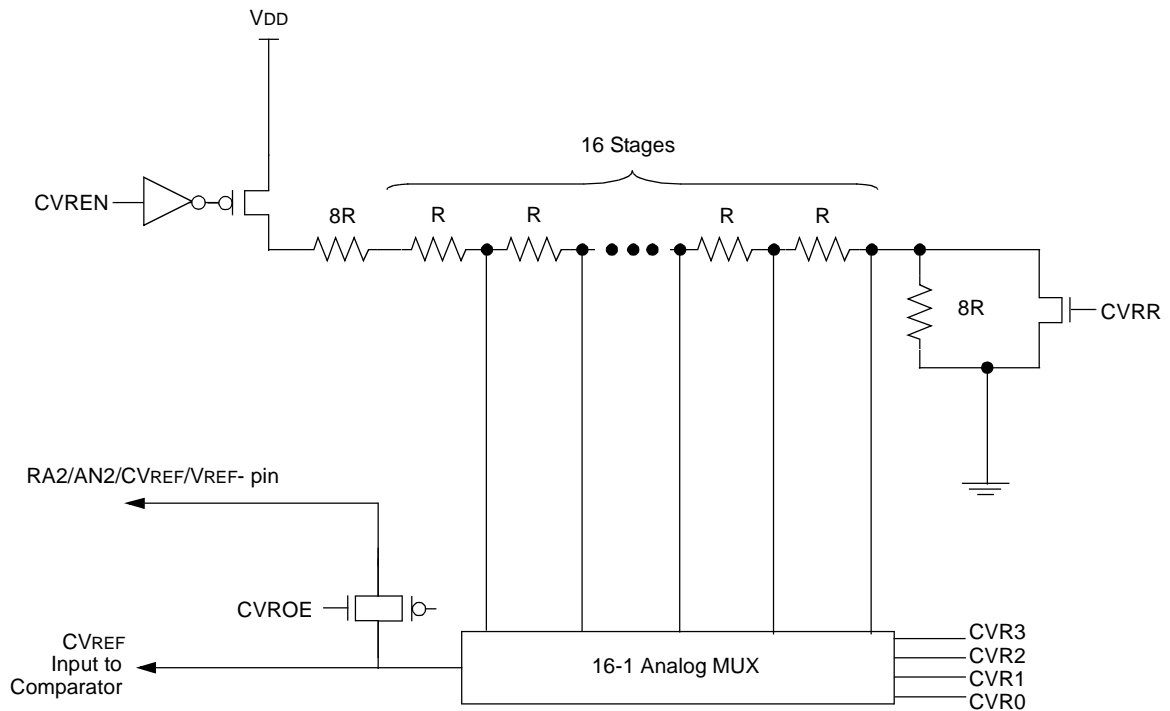 VDD
16 Stages
CVREN
8R
R
R
R
R
8R
CVRR
RA2/AN2/CVREF/VREF- pin
CVROE
CVREF
Input to
Comparator
16-1 Analog MUX
CVR3
CVR2
CVR1
CVR0